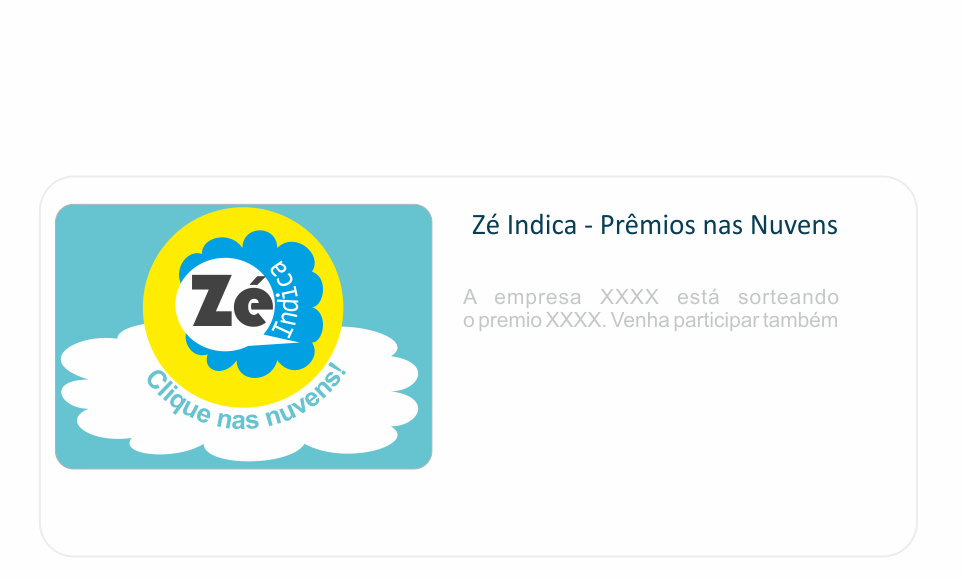 Zé Indica - Prêmios nas Nuvens
Zé
Indica
Clique nas nuvens!
A empresa XXXX está sorteando
o premio XXXX. Venha participar também